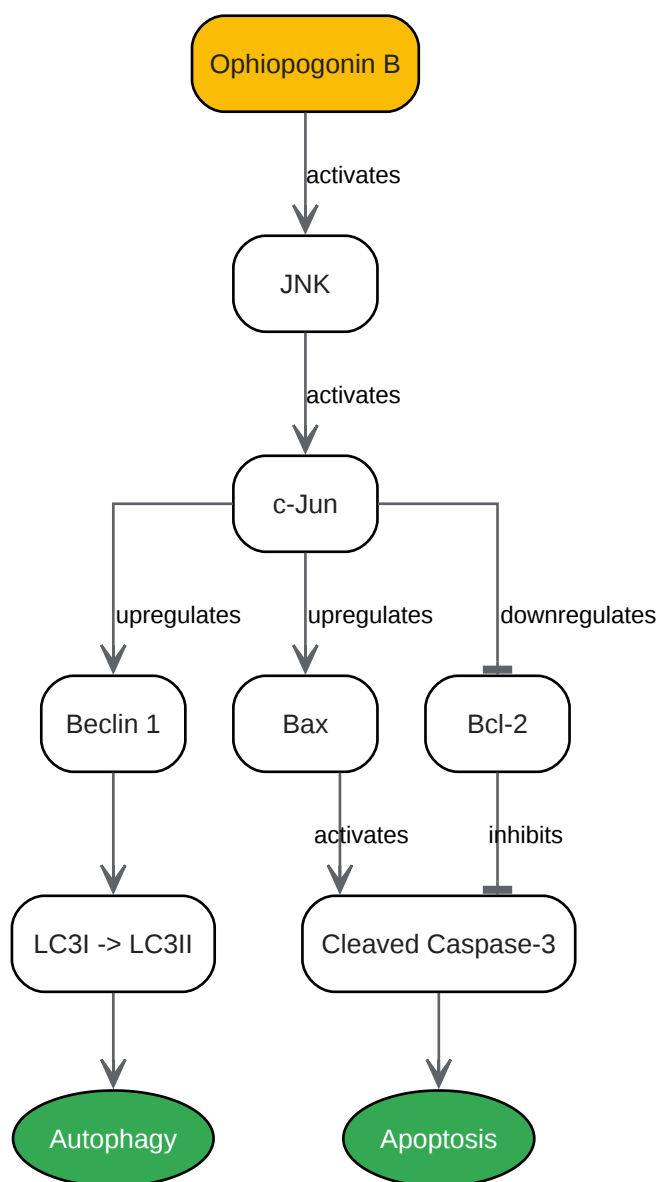 Ophiopogonin B
activates
JNK
activates
c-Jun
upregulates
upregulates
downregulates
Beclin 1
Bax
Bcl-2
activates
inhibits
LC3I -> LC3II
Cleaved Caspase-3
Autophagy
Apoptosis